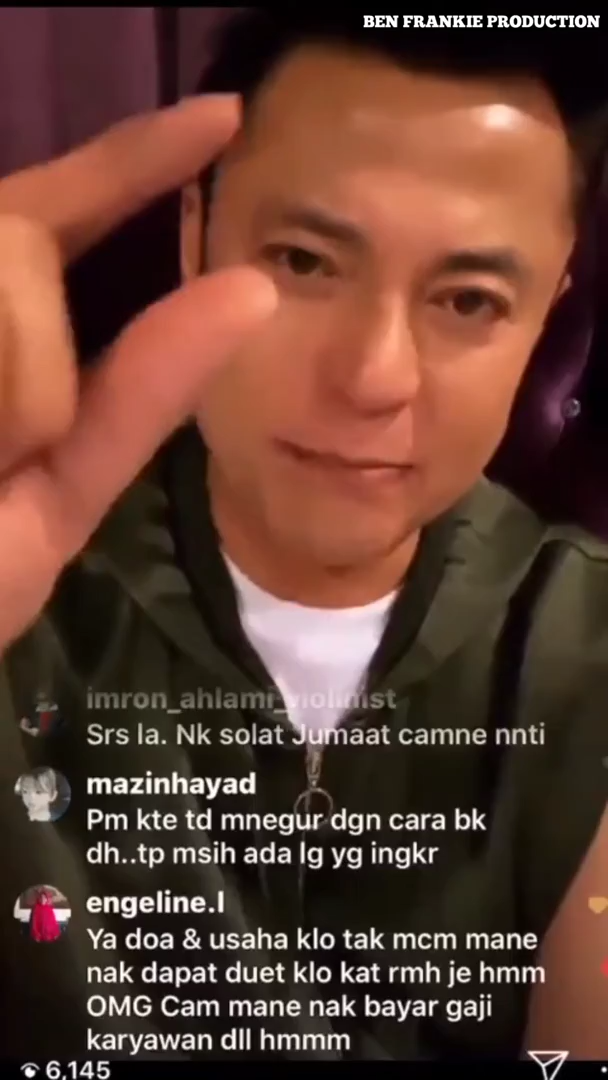 BEN FRANKIE PRODUCTION
imron_ahlami_violinist
Srs la. Nk solat Jumaat camne nnti
mazinhayad
Pm kte td mnegur dgn cara bk
dh..tp msih ada lg yg ingkr
engeline.l
Ya doa & usaha klo tak mcm mane
nak dapat duet klo kat rmh je hmm
OMG Cam mane nak bayar gaji
karyawan dll hmmm
6,145